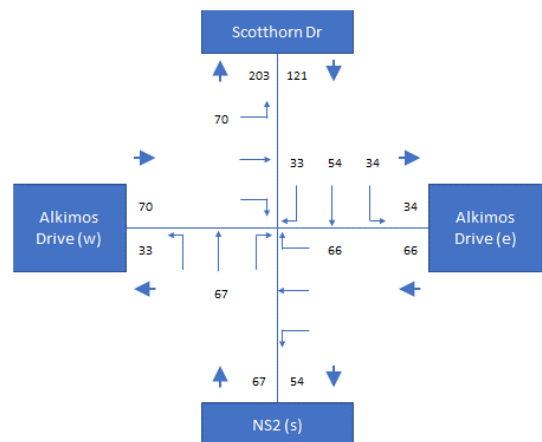 Scotthorn Dr
203 121
70
33 54 34
70
34
Alkimos
Drive (w)
Alkimos
Drive (e)
33
66
66
67
67 54
NS2 (s)